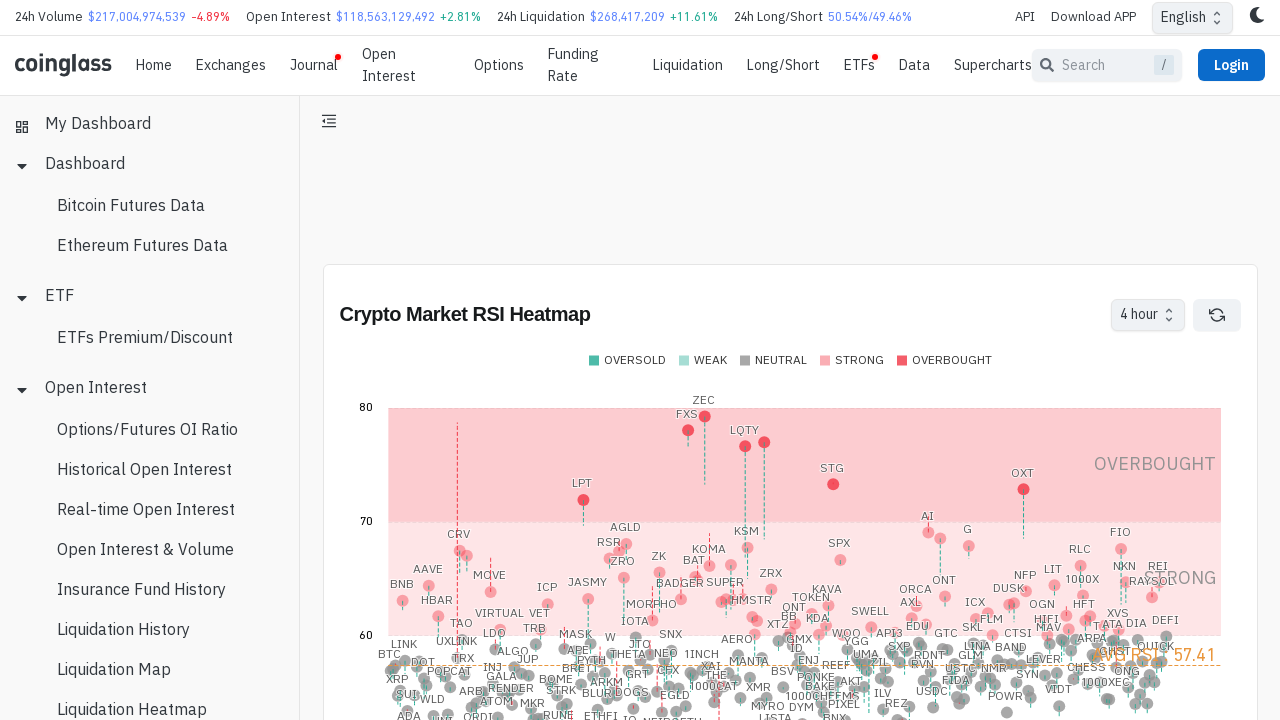 24h Volume $217,004,974,539 -4.89% Open Interest $118,563,129,492 +2.81% 24h Liquidation $268,417,209 +11.61% 24h Long/Short 50.54%/49.46% API Download APP English
coinglass Home Exchanges Journal Open Interest Options Funding Rate Liquidation Long/Short ETFs Data Supercharts Search / Login
My Dashboard
Dashboard
Bitcoin Futures Data
Ethereum Futures Data
ETF
ETFs Premium/Discount
Open Interest
Options/Futures OI Ratio
Historical Open Interest
Real-time Open Interest
Open Interest & Volume
Insurance Fund History
Liquidation History
Liquidation Map
Liquidation Heatmap
Crypto Market RSI Heatmap 4 hour
OVERSOLD WEAK NEUTRAL STRONG OVERBOUGHT
ZEC
80
FXS
LQTY
OVERBOUGHT
STG
OXT
LPT
70
AI
AGLD
CRV KSM G FIO
RSR
KOMA SPX RLC
ZK
ZRO BAT NKN REI
AAVE MOVE ZRX NFP LIT
STRONG
BNB ICP JASMY BADGER SUPER ONT 1000X RAYSOL
KAVA ORCA DUSK
HBAR MORPHO HMSTR TOKEN AXL ICX OGN HFT
VIRTUAL VET ONT SWELL XVS
TAO IOTA BB KDA FLM HIFI DEFI
LDO TRB XTZ EDU SKL MAV ATA DIA
60
MASK SNX WOO API3 GTC CTSI
LINK UXLINK W AERO GMX YGG ARPA
ALGO APE JTO ID SXP LINA BAND QUICK
BTC THETA NEO 1INCH UMA RDNT GLM GHST
AVG RSI : 57.41
DOT TRX JUP PYTH XAI MANTA ENJ ZIL RVN LEVER
XRP POPCAT INJ BRETT CFX THE BSV REEF USTC NMR CHESS ONG
GALA BOME GRT PONKE AKT FIDA SYN
SUI ARB RENDER STRK ARKM 1000CAT XMR BAKE USDC VIDT 1000XEC
WLD ATOM MKR BLUR DOGS EGLD MYRO 1000CHEEMS ILV REZ POWR
ADA UNI ORDI RUNE ETHFI IO NEIROETH LISTA DYM PIXEL BNX